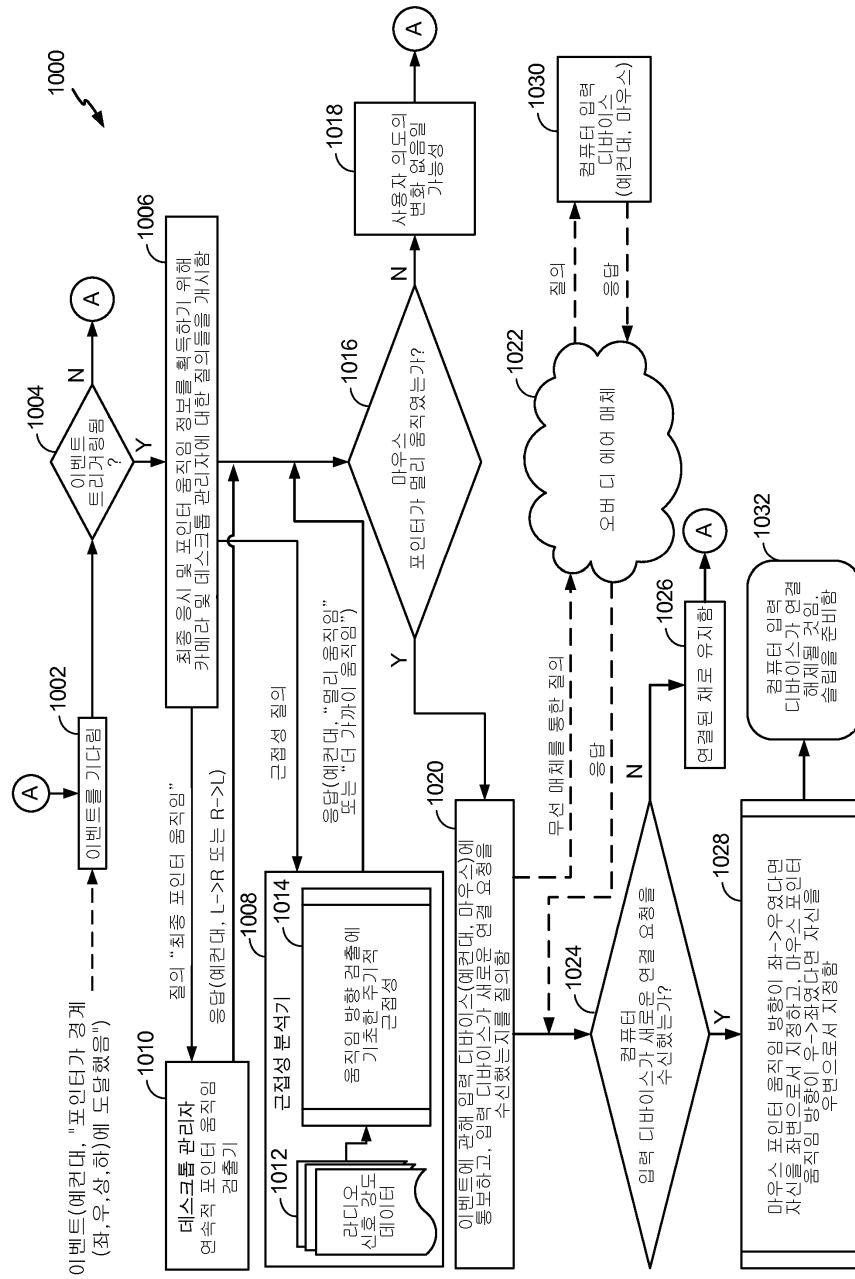 1000
A
1002
이벤트를 기다림
이벤트(예컨대, "포인터가 경계
(좌,우,상,하)에 도달했음")
1004
이벤트
트리거링됨
?
N
A
Y
1006
최종 응시 및 포인터 움직임 정보를 획득하기 위해
카메라 및 데스크톱 관리자에 대한 질의들을 개시함
질의 “최종 포인터 움직임”
응답(예컨대, L->R 또는 R->L)
1010
데스크톱 관리자
연속적 포인터 움직임
검출기
근접성 질의
응답(예컨대, “멀리 움직임”
또는 “더 가까이 움직임”)
1008
근접성 분석기
1012
라디오
신호 강도
데이터
1014
움직임 방향 검출에
기초한 주기적
근접성
1016
마우스
포인터가 멀리 움직였는가?
N
1018
사용자 의도의
변화 없음일
가능성
A
Y
1020
이벤트에 관해 입력 디바이스(예컨대, 마우스)에
통보하고, 입력 디바이스가 새로운 연결 요청을
수신했는지를 질의함
무선 매체를 통한 질의
응답
1022
오버 디 에어 매체
질의
응답
1030
컴퓨터 입력
디바이스
(예컨대, 마우스)
1024
컴퓨터
입력 디바이스가 새로운 연결 요청을
수신했는가?
N
1026
연결된 채로 유지함
A
Y
1028
마우스 포인터 움직임 방향이 좌->우였다면
자신을 좌변으로서 지정하고, 마우스 포인터
움직임 방향이 우->좌였다면 자신을
우변으로서 지정함
1032
컴퓨터 입력
디바이스가 연결
해제될 것임.
슬립을 준비함